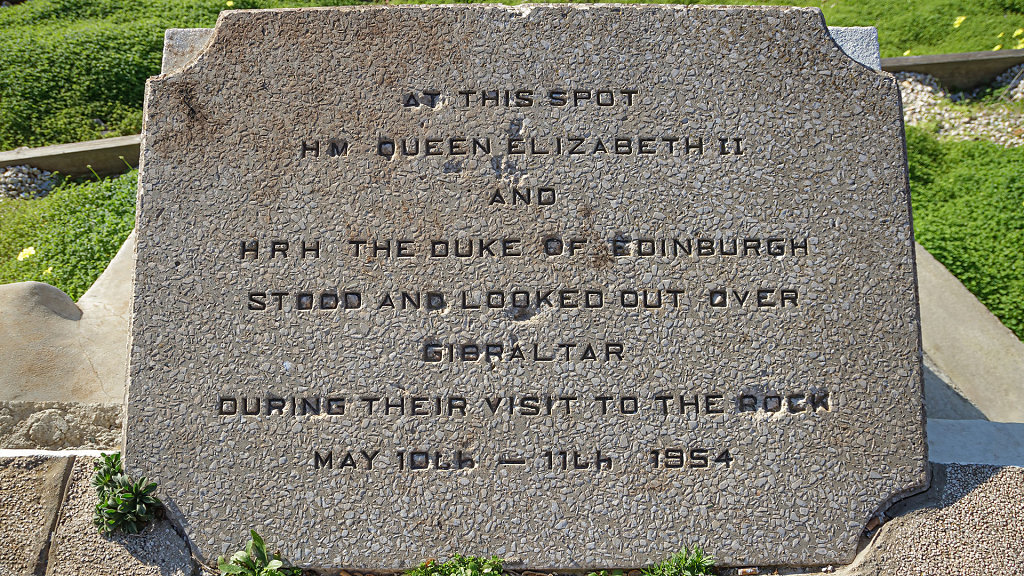 AT THIS SPOT
HM QUEEN ELIZABETH II
AND
HRH THE DUKE OF EDINBURGH
STOOD AND LOOKED OUT OVER
GIBRALTAR
DURING THEIR VISIT TO THE ROCK
MAY 10th — 11th 1954